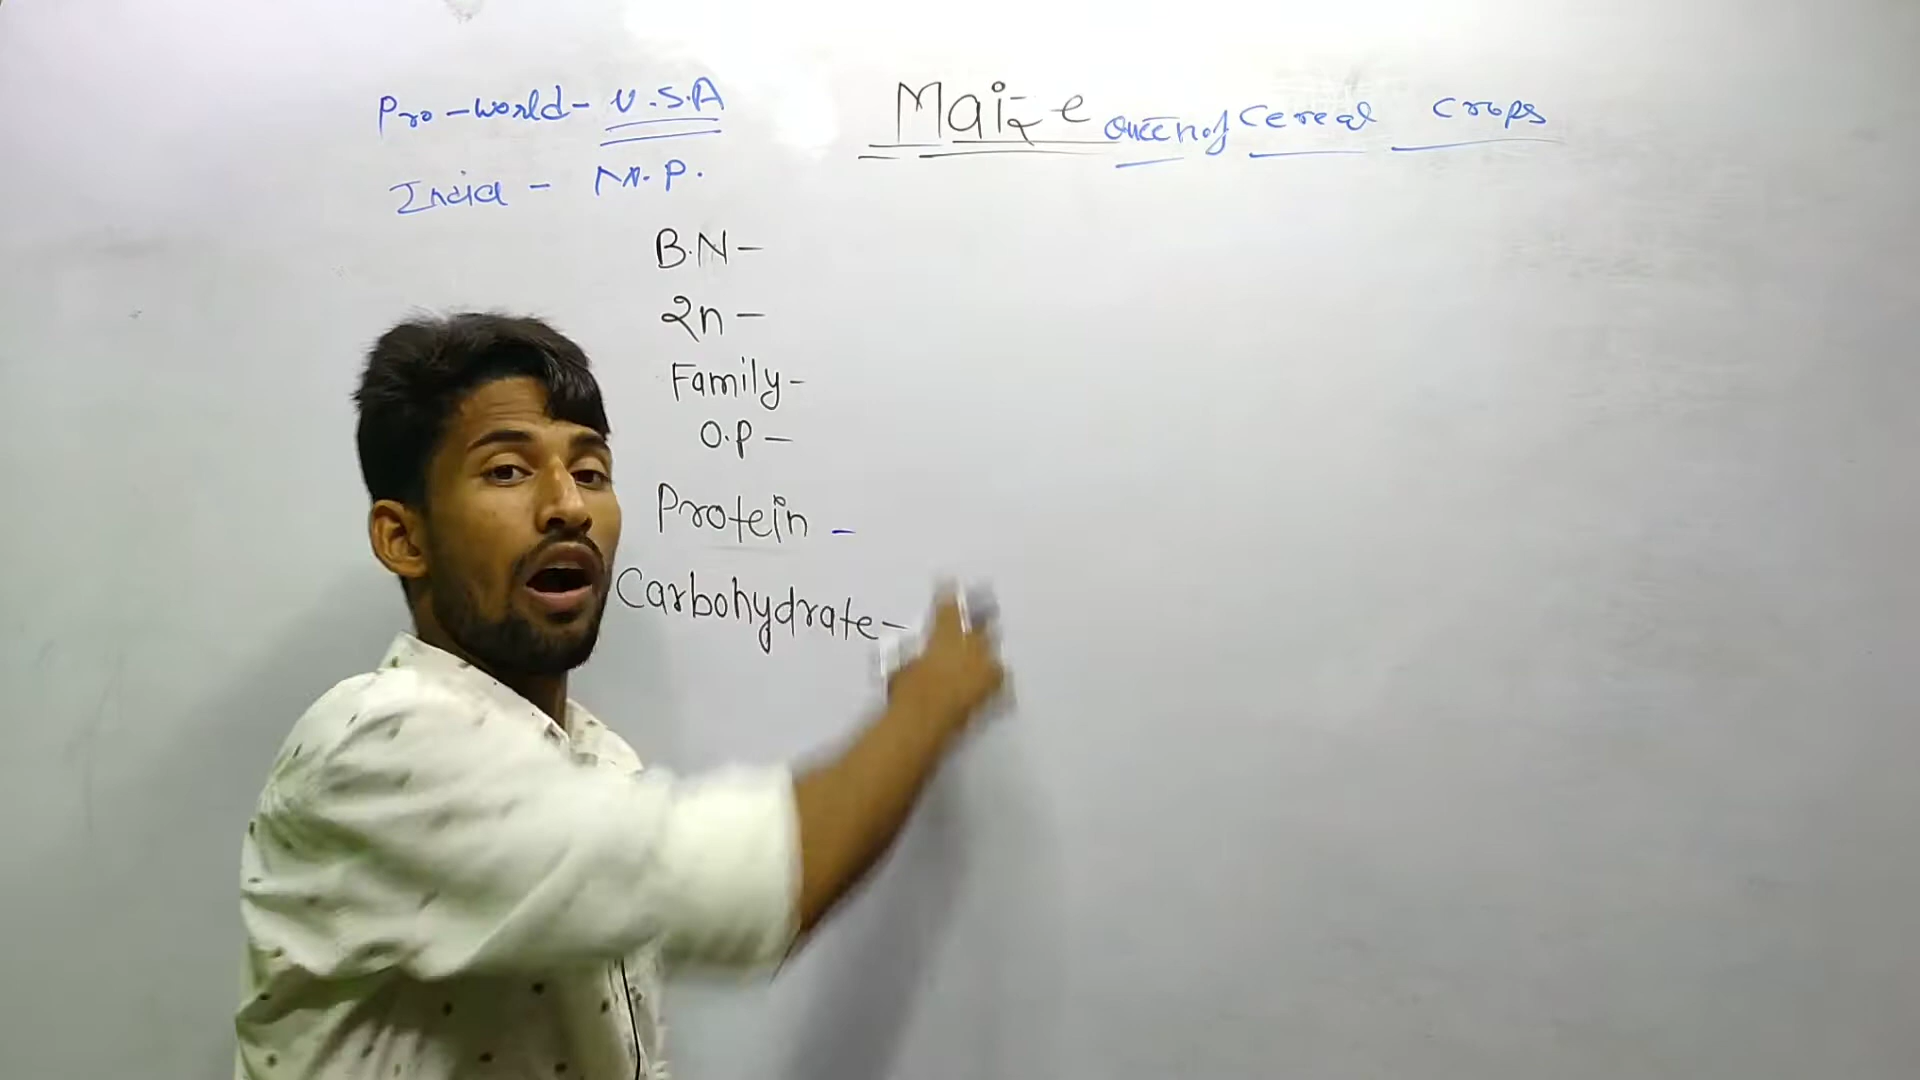 Pro - world - U.S.A
Maize Queen of Cereal Crops
India - M.P.
B.N -
2n -
Family -
O.P -
Protein -
Carbohydrate -